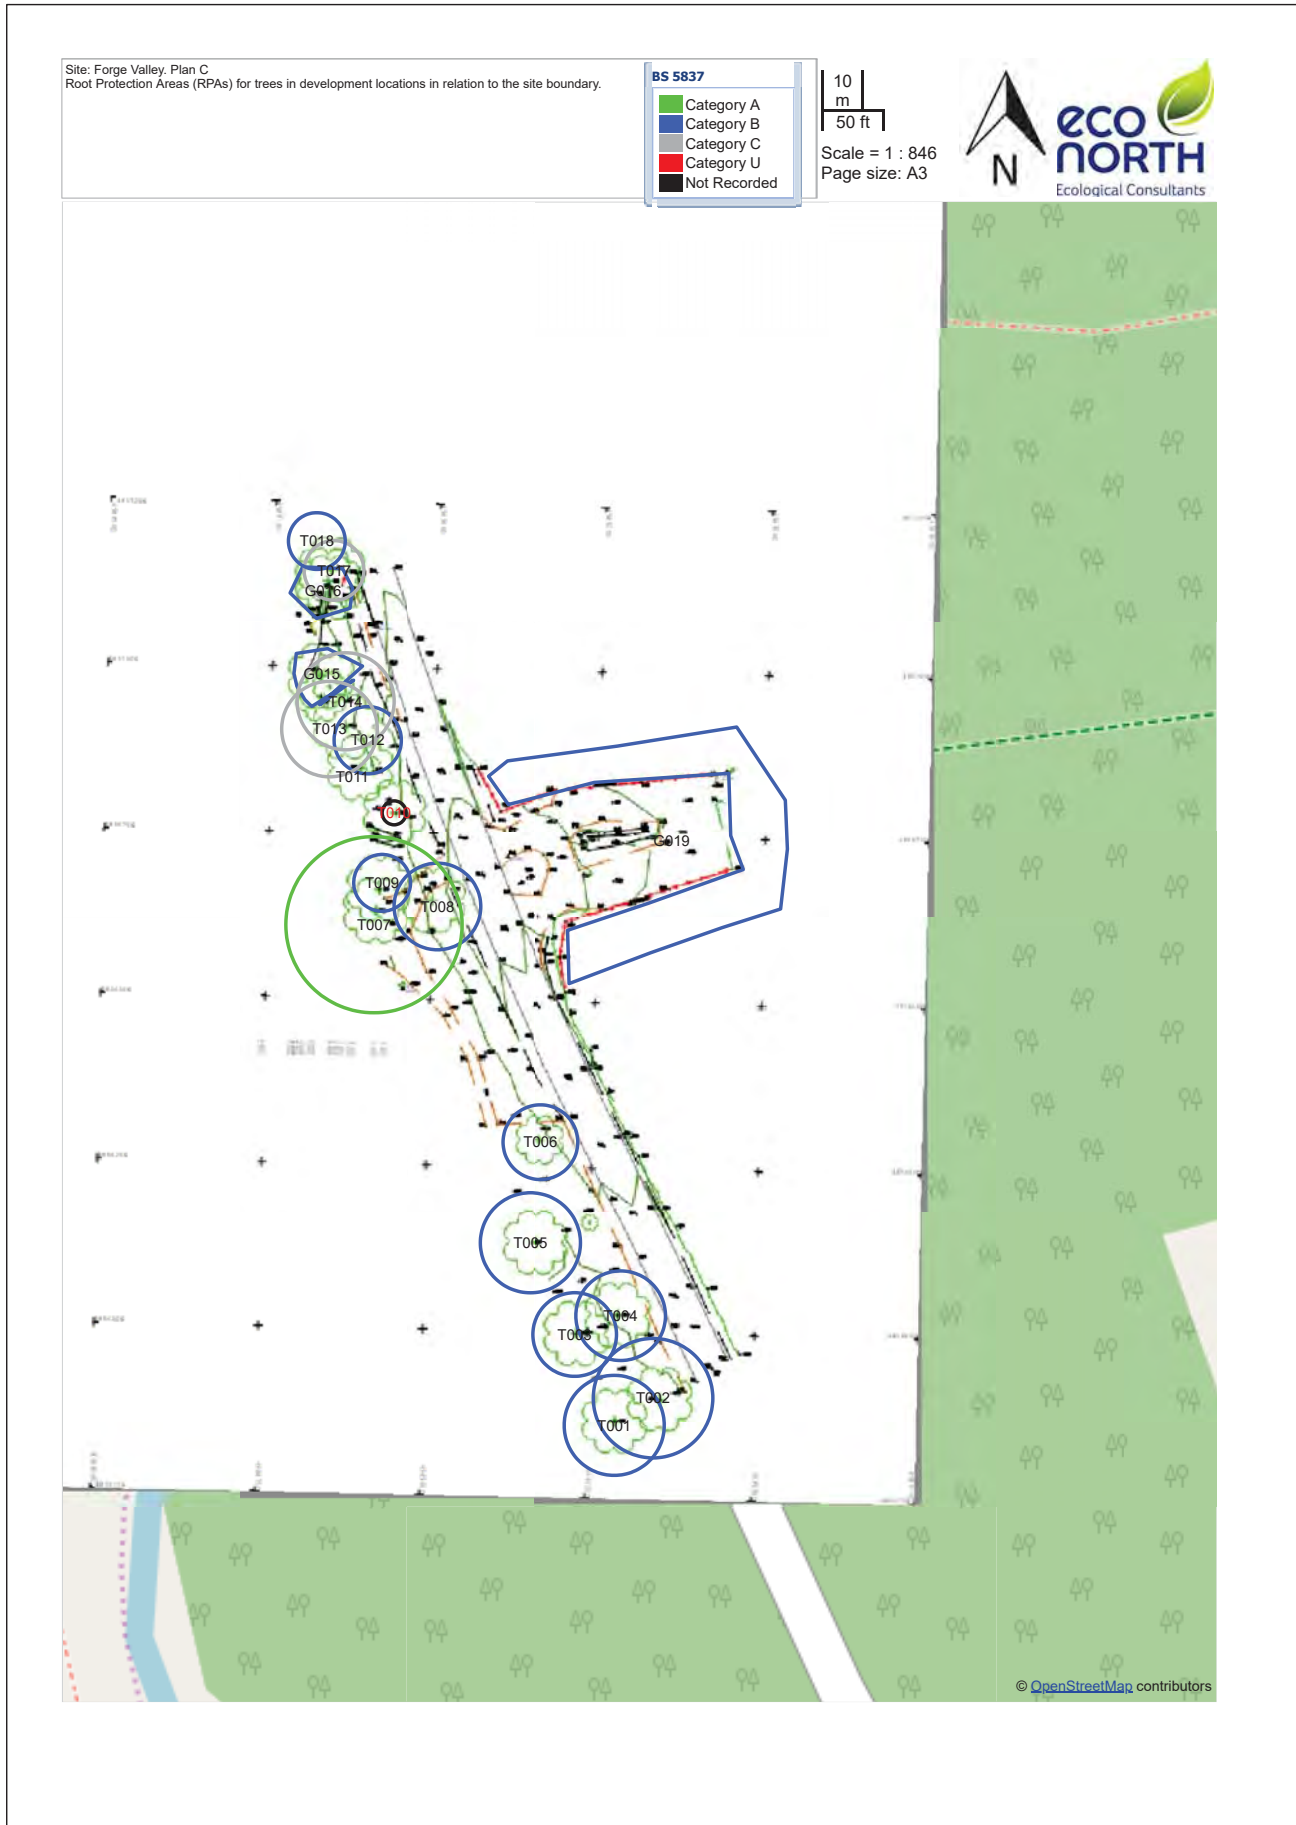 Site: Forge Valley. Plan C
Root Protection Areas (RPAs) for trees in development locations in relation to the site boundary.
BS 5837
Category A
Category B
Category C
Category U
Not Recorded
10
m
50 ft
Scale = 1 : 846
Page size: A3
N
eco
NORTH
Ecological Consultants
T018
T017
G016
G015
T014
T013
T012
T011
T010
G019
T009
T008
T007
T006
T005
T004
T003
T002
T001
© OpenStreetMap contributors